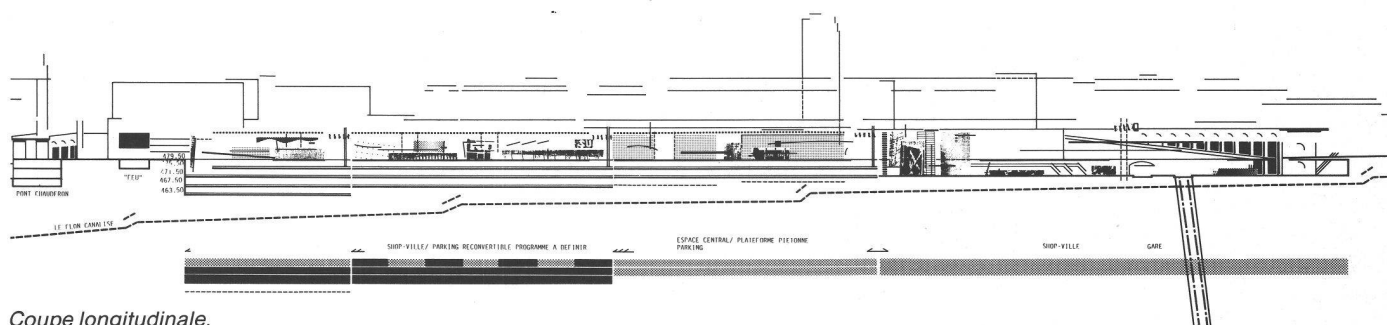 479.50
471.50
467.50
463.50
"FEU"
PONT CHAUDERON
LE FLON CANALISE
SHOP-VILLE/ PARKING RECONVERTIBLE PROGRAMME A DEFINIR
ESPACE CENTRAL/ PLATEFORME PIETONNE
PARKING
SHOP-VILLE
GARE
Coupe longitudinale.